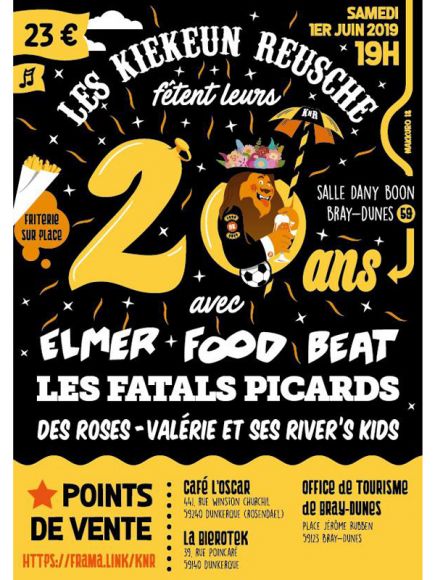 23 €
SAMEDI
1ER JUIN 2019
19H
LES KIEKEUN REUSCHE
fêtent leurs
KNR
MAKKOIRO 18
20
ans
SALLE DANY BOON
BRAY-DUNES 59
FRITERIE
SUR PLACE
avec
ELMER FOOD BEAT
LES FATALS PICARDS
DES ROSES - VALÉRIE ET SES RIVER'S KIDS
POINTS
DE VENTE
HTTPS://FRAMA.LINK/KNR
CAFÉ L'OSCAR
441, RUE WINSTON CHURCHIL
59240 DUNKERQUE (ROSENDAEL)
LA BIEROTEK
39, RUE POINCARÉ
59140 DUNKERQUE
OFFICE DE TOURISME
DE BRAY-DUNES
PLACE JÉRÔME RUBBEN
59123 BRAY-DUNES